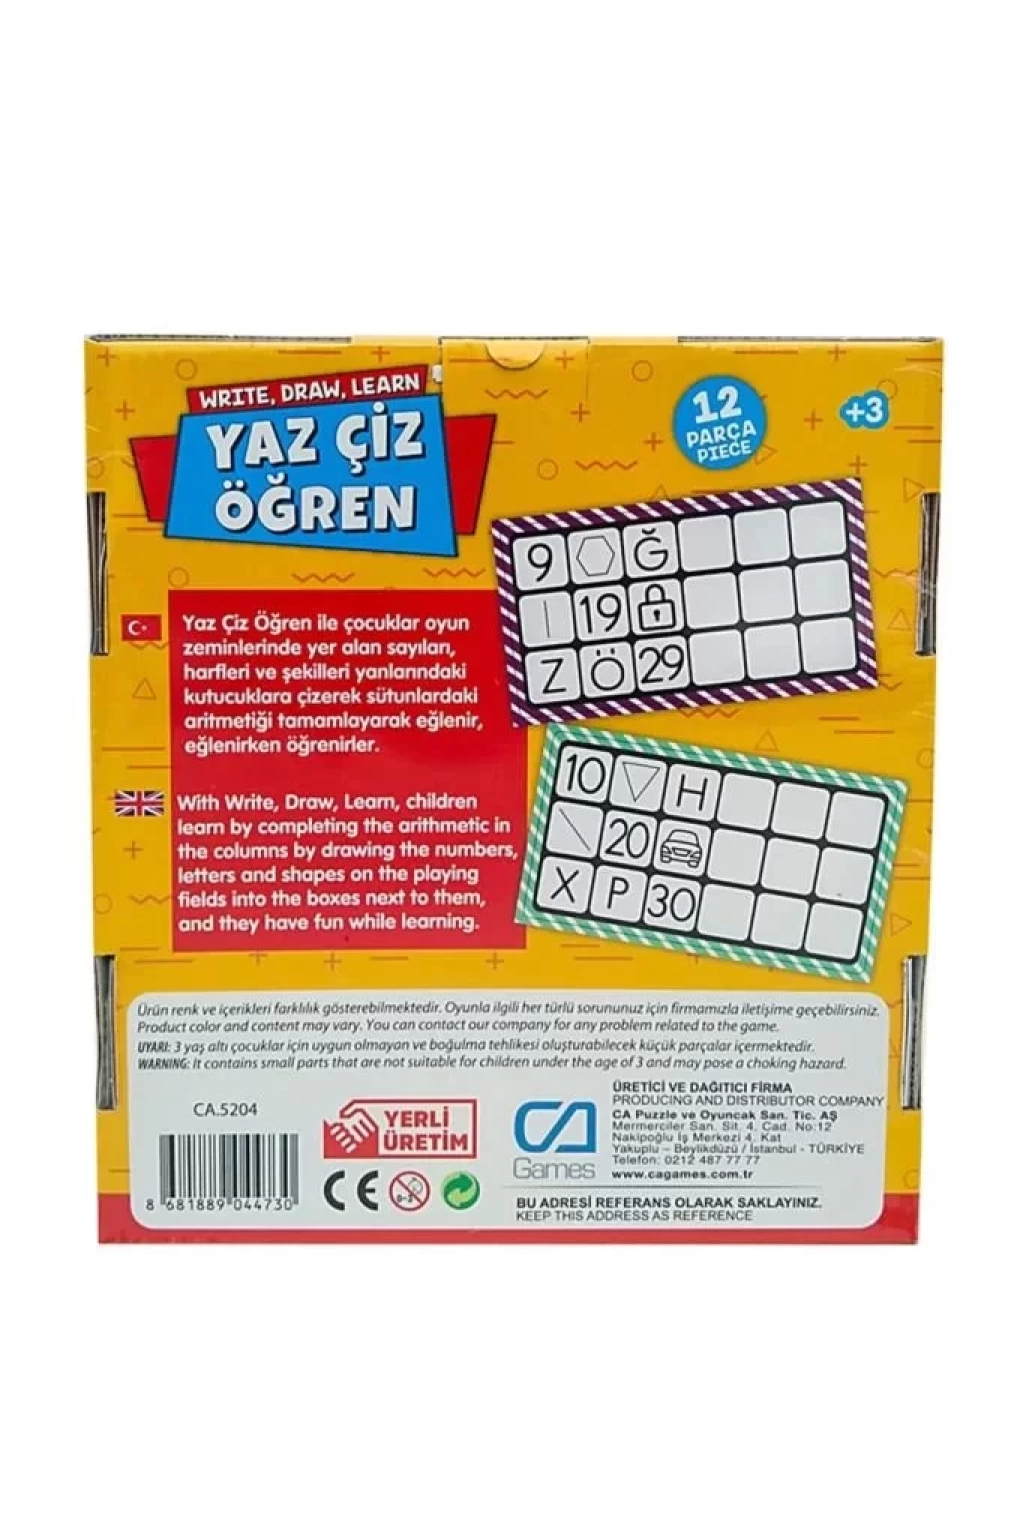 WRITE, DRAW, LEARN
YAZ ÇİZ
ÖĞREN
12
PARÇA
PIECE
+3
9 Ğ
19
Z Ö 29
Yaz Çiz Öğren ile çocuklar oyun
zeminlerinde yer alan sayıları,
harfleri ve şekilleri yanlarındaki
kutucuklara çizerek sütunlardaki
aritmetiği tamamlayarak eğlenir,
eğlenirken öğrenirler.
10 H
20
X P 30
With Write, Draw, Learn, children
learn by completing the arithmetic in
the columns by drawing the numbers,
letters and shapes on the playing
fields into the boxes next to them,
and they have fun while learning.
Ürün renk ve içerikleri farklılık gösterebilmektedir. Oyunla ilgili her türlü sorununuz için firmamızla iletişime geçebilirsiniz.
Product color and content may vary. You can contact our company for any problem related to the game.
UYARI: 3 yaş altı çocuklar için uygun olmayan ve boğulma tehlikesi oluşturabilecek küçük parçalar içermektedir.
WARNING: It contains small parts that are not suitable for children under the age of 3 and may pose a choking hazard.
CA.5204
8 681889 044730
YERLİ
ÜRETİM
CE
0-3
CA
Games
ÜRETİCİ VE DAĞITICI FİRMA
PRODUCING AND DISTRIBUTOR COMPANY
CA Puzzle ve Oyuncak San. Tic. AŞ
Mermerciler San. Sit. 4. Cad. No:12
Nakipoğlu İş Merkezi 4. Kat
Yakuplu – Beylikdüzü / İstanbul - TÜRKİYE
Telefon: 0212 487 77 77
www.cagames.com.tr
BU ADRESİ REFERANS OLARAK SAKLAYINIZ.
KEEP THIS ADDRESS AS REFERENCE